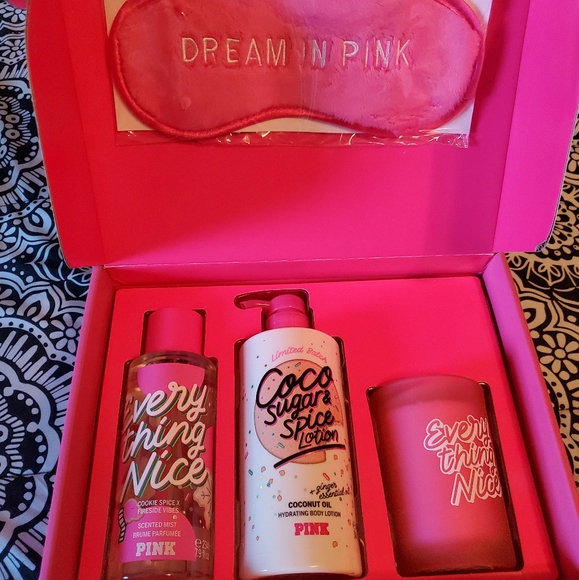 DREAM IN PINK
Every
thing
Nice
COOKIE SPICE X
FIRESIDE VIBES
SCENTED MIST
BRUME PARFUMÉE
PINK
Limited Batch
Coco
Sugar &
Spice
Lotion
+ ginger
essential oil
COCONUT OIL
HYDRATING BODY LOTION
PINK
Every
thing
Nice